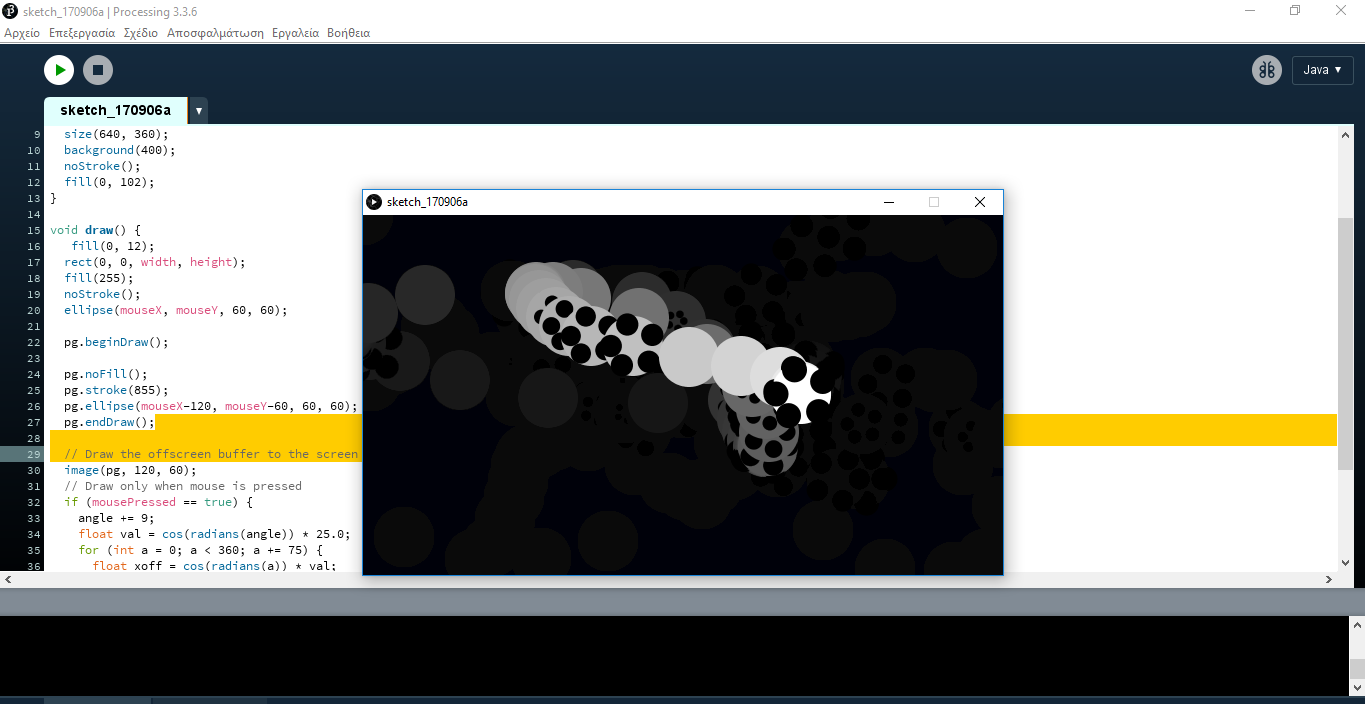 sketch_170906a | Processing 3.3.6
Αρχείο Επεξεργασία Σχέδιο Αποσφαλμάτωση Εργαλεία Βοήθεια
Java ▼
sketch_170906a ▼
9 size(640, 360);
10 background(400);
11 noStroke();
12 fill(0, 102);
13 }
14
15 void draw() {
16 fill(0, 12);
17 rect(0, 0, width, height);
18 fill(255);
19 noStroke();
20 ellipse(mouseX, mouseY, 60, 60);
21
22 pg.beginDraw();
23
24 pg.noFill();
25 pg.stroke(855);
26 pg.ellipse(mouseX-120, mouseY-60, 60, 60);
27 pg.endDraw();
28
29 // Draw the offscreen buffer to the screen
30 image(pg, 120, 60);
31 // Draw only when mouse is pressed
32 if (mousePressed == true) {
33 angle += 9;
34 float val = cos(radians(angle)) * 25.0;
35 for (int a = 0; a < 360; a += 75) {
36 float xoff = cos(radians(a)) * val;
sketch_170906a